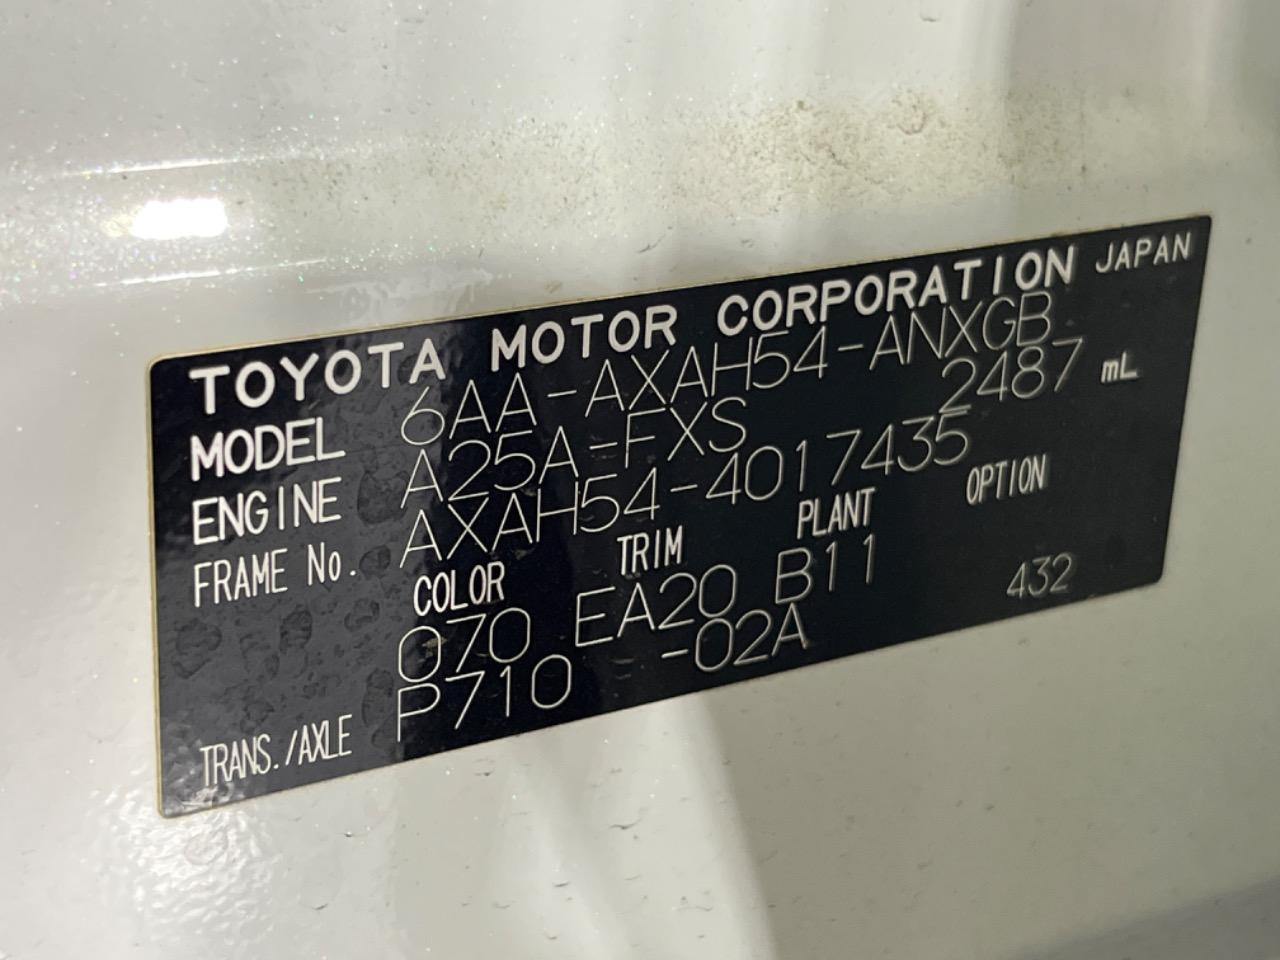 TOYOTA MOTOR CORPORATION JAPAN
MODEL 6AA-AXAH54-ANXGB
ENGINE A25A-FXS 2487 mL
FRAME No. AXAH54-4017435
COLOR TRIM PLANT OPTION
070 EA20 B11 432
TRANS./AXLE P710 -02A